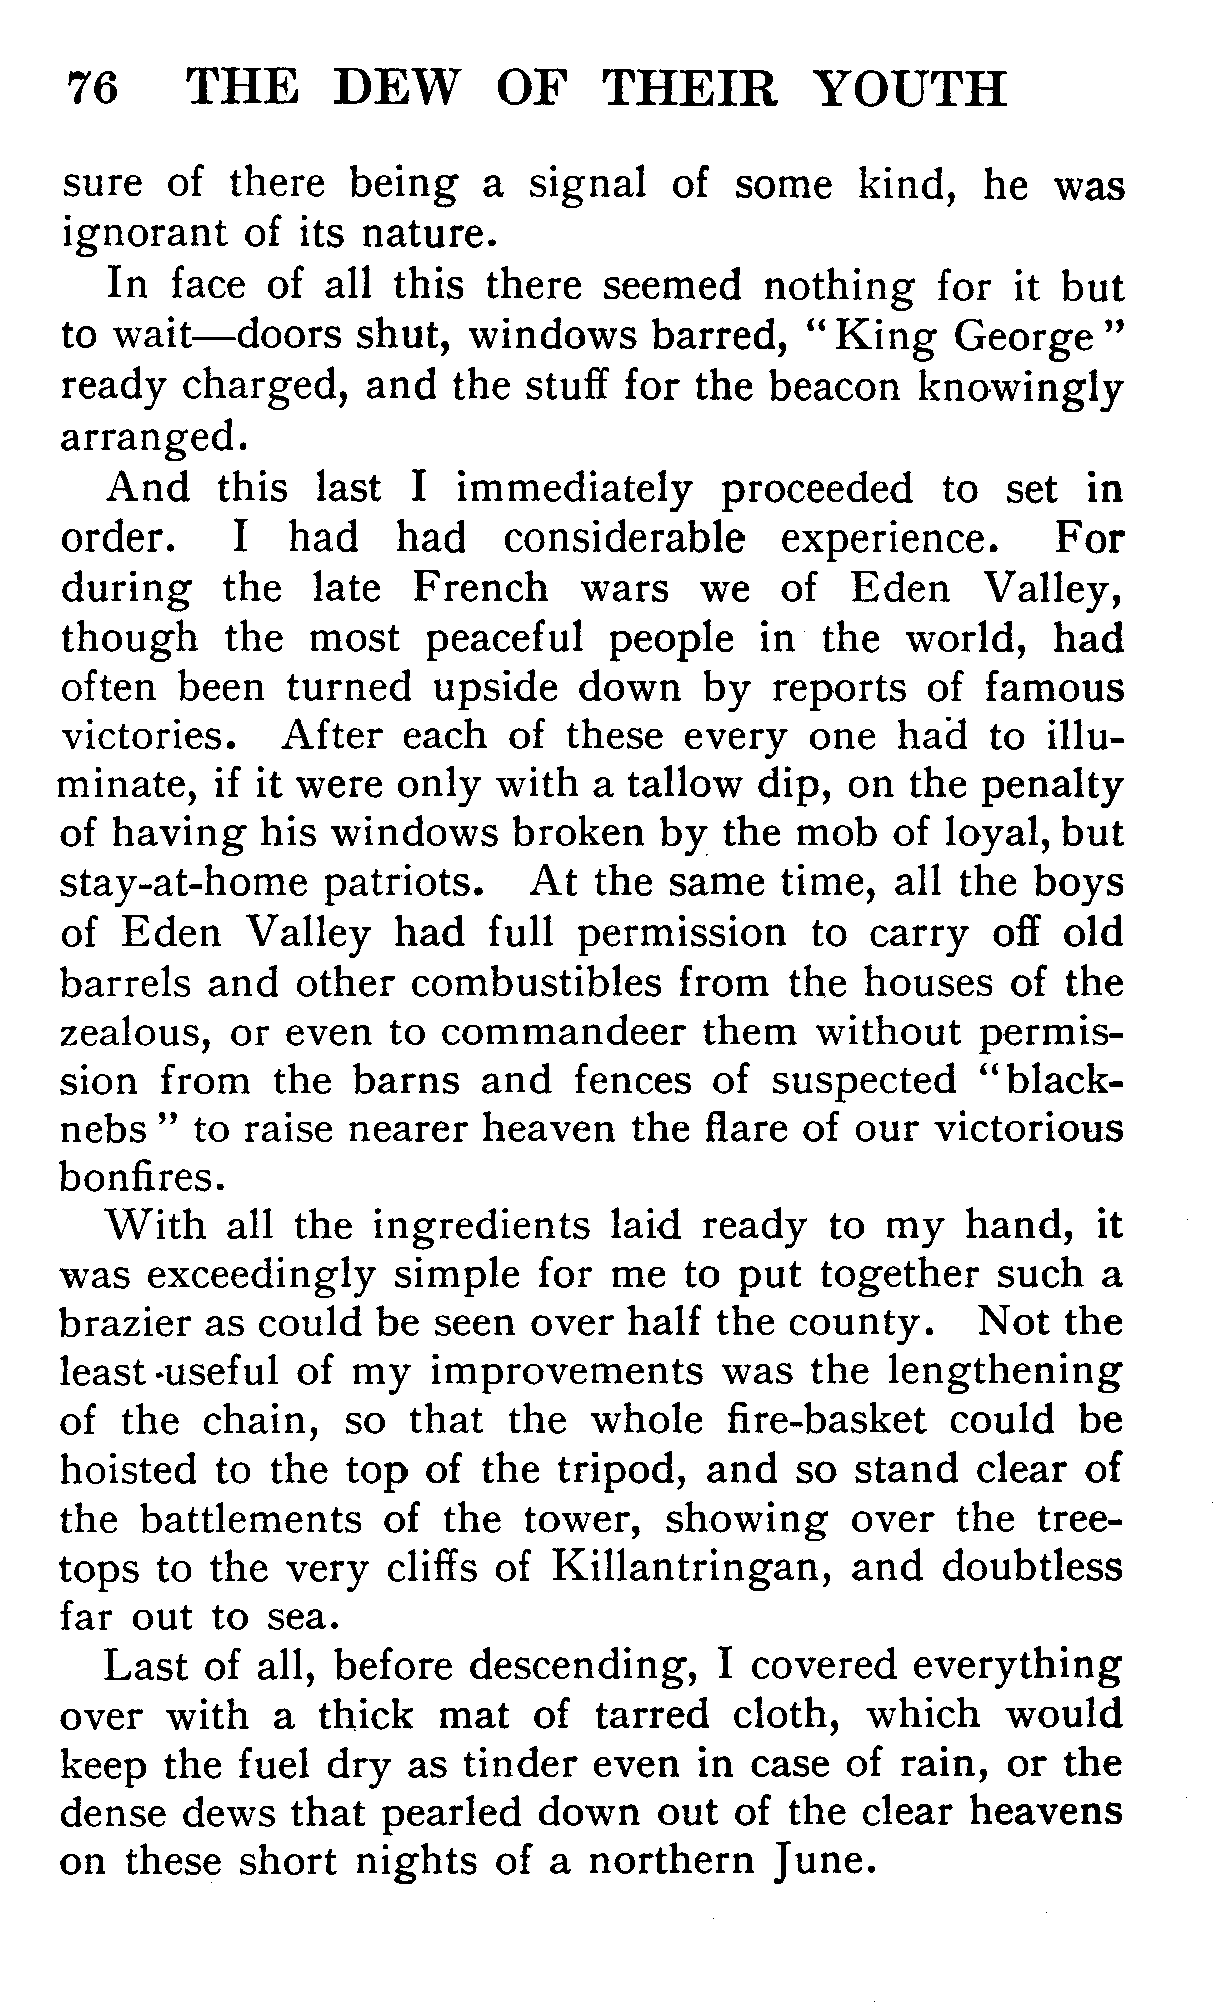 76 THE DEW OF THEIR YOUTH
sure of there being a signal of some kind, he was
ignorant of its nature.
In face of all this there seemed nothing for it but
to wait—doors shut, windows barred, “King George”
ready charged, and the stuff for the beacon knowingly
arranged.
And this last I immediately proceeded to set in
order. I had had considerable experience. For
during the late French wars we of Eden Valley,
though the most peaceful people in the world, had
often been turned upside down by reports of famous
victories. After each of these every one had to illu-
minate, if it were only with a tallow dip, on the penalty
of having his windows broken by the mob of loyal, but
stay-at-home patriots. At the same time, all the boys
of Eden Valley had full permission to carry off old
barrels and other combustibles from the houses of the
zealous, or even to commandeer them without permis-
sion from the barns and fences of suspected “black-
nebs” to raise nearer heaven the flare of our victorious
bonfires.
With all the ingredients laid ready to my hand, it
was exceedingly simple for me to put together such a
brazier as could be seen over half the county. Not the
least useful of my improvements was the lengthening
of the chain, so that the whole fire-basket could be
hoisted to the top of the tripod, and so stand clear of
the battlements of the tower, showing over the tree-
tops to the very cliffs of Killantringan, and doubtless
far out to sea.
Last of all, before descending, I covered everything
over with a thick mat of tarred cloth, which would
keep the fuel dry as tinder even in case of rain, or the
dense dews that pearled down out of the clear heavens
on these short nights of a northern June.